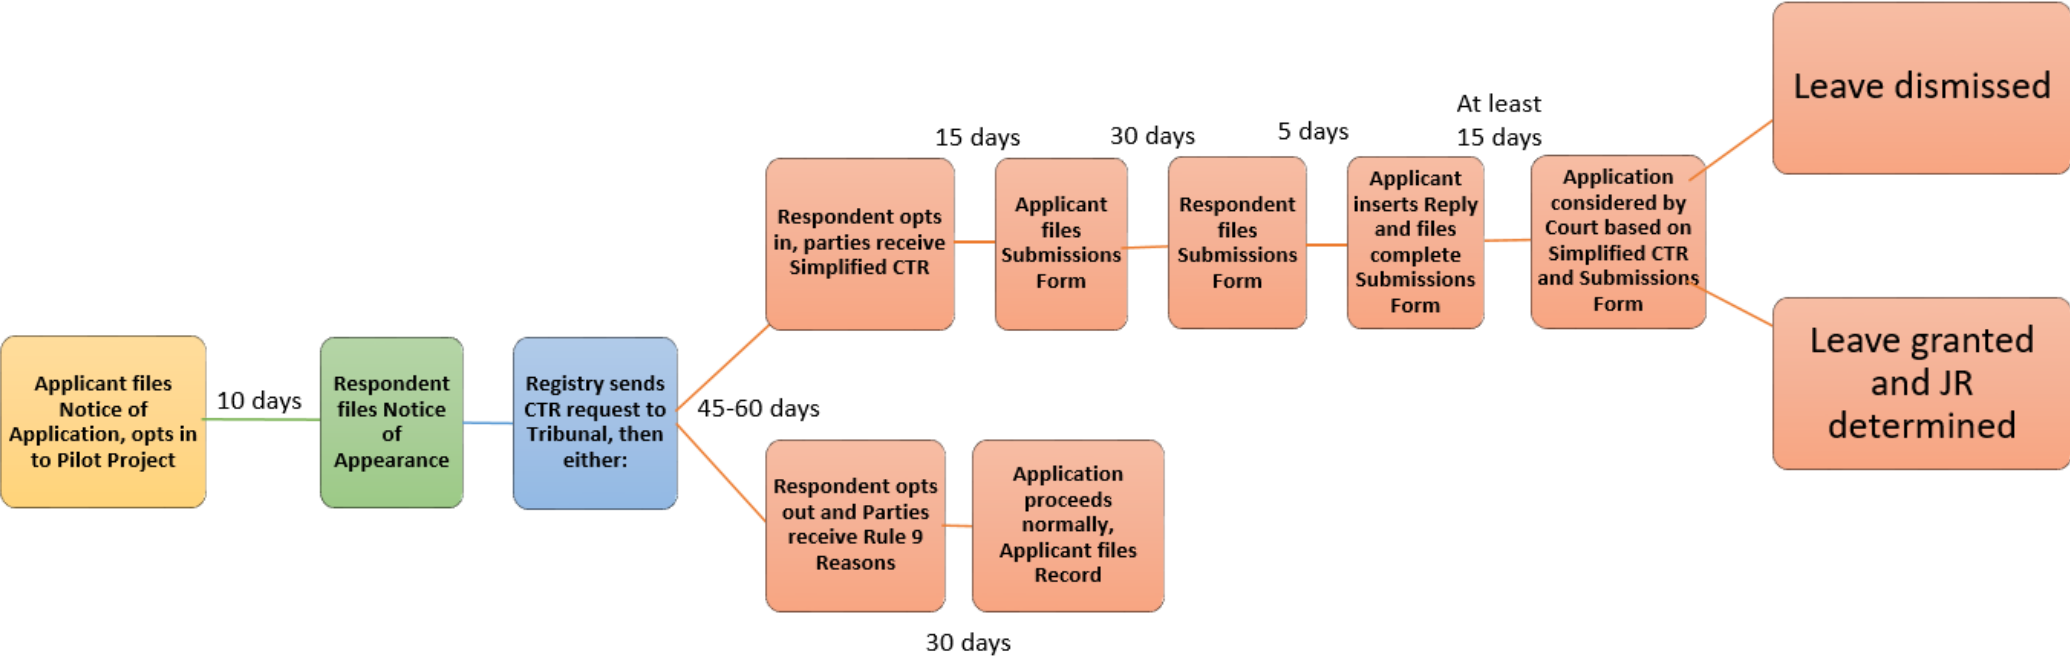 Applicant files
Notice of
Application, opts in
to Pilot Project
10 days
Respondent
files Notice
of
Appearance
Registry sends
CTR request to
Tribunal, then
either:
45-60 days
Respondent opts
in, parties receive
Simplified CTR
15 days
Applicant
files
Submissions
Form
30 days
Respondent
files
Submissions
Form
5 days
Applicant
inserts Reply
and files
complete
Submissions
Form
At least
15 days
Application
considered by
Court based on
Simplified CTR
and Submissions
Form
Leave dismissed
Leave granted
and JR
determined
Respondent opts
out and Parties
receive Rule 9
Reasons
30 days
Application
proceeds
normally,
Applicant files
Record